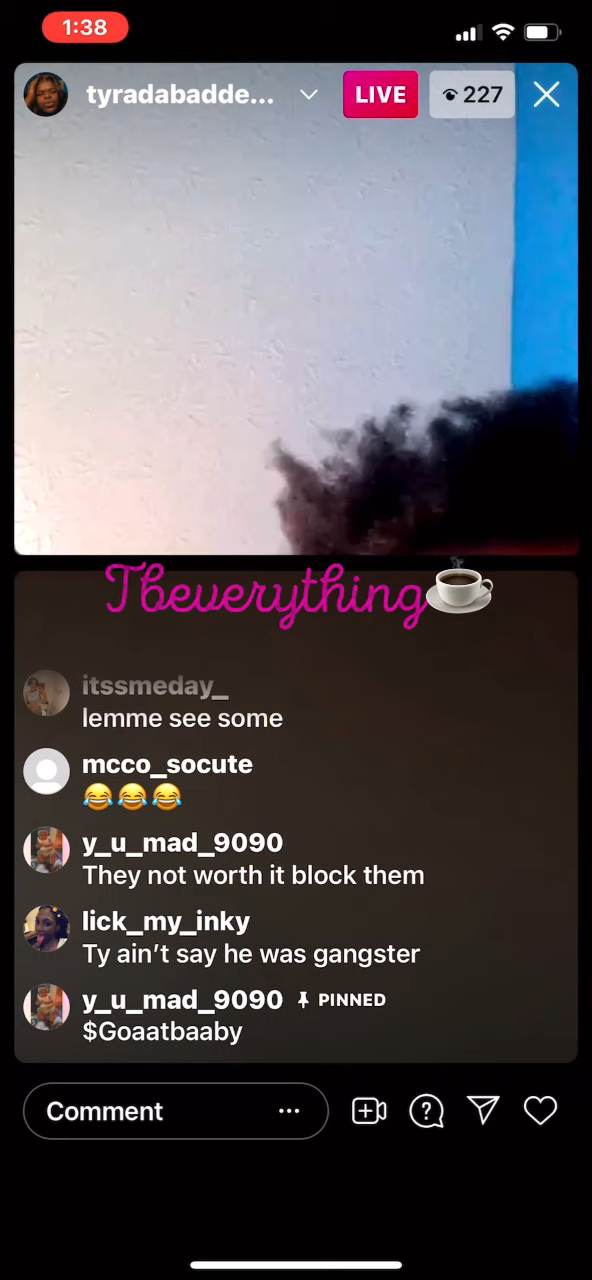 1:38
tyradabadde...
LIVE
227
Tbeverything
itssmeday_
lemme see some
mcco_socute
😂😂😂
y_u_mad_9090
They not worth it block them
lick_my_inky
Ty ain’t say he was gangster
y_u_mad_9090 PINNED
$Goaatbaaby
Comment ...